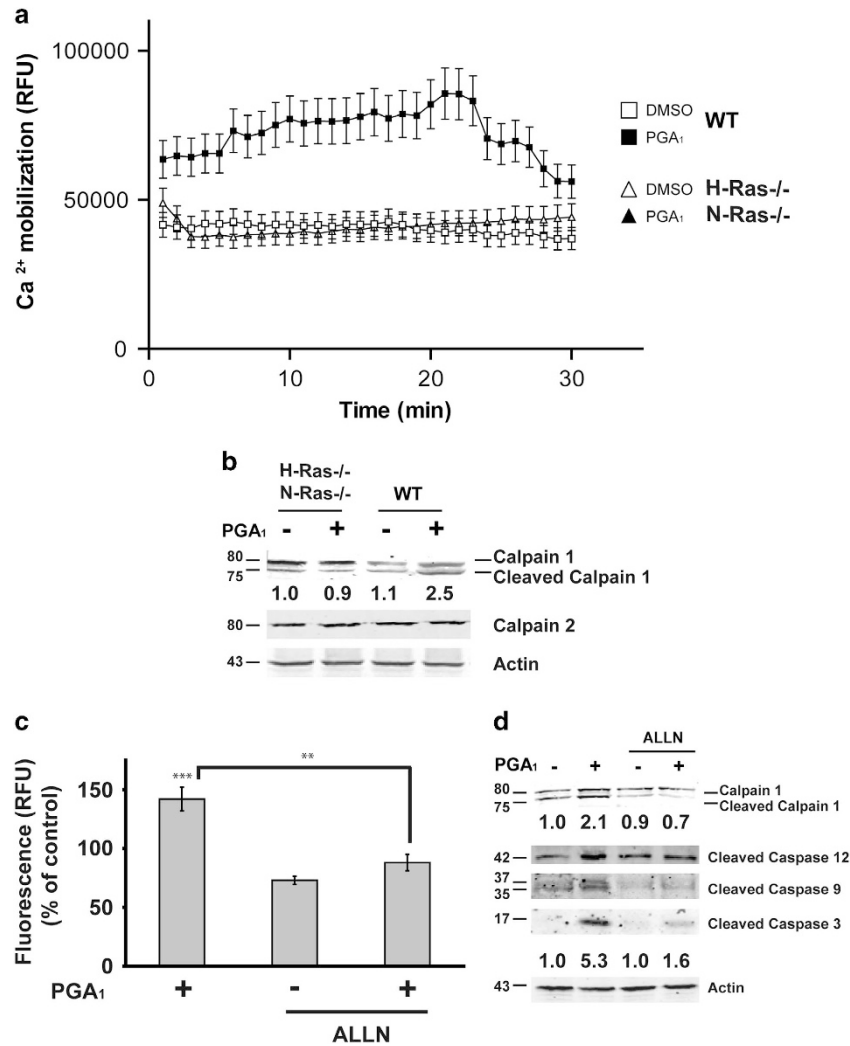 a
Ca 2+ mobilization (RFU)
100000
50000
0
0 10 20 30
Time (min)
DMSO WT
PGA1
DMSO H-Ras-/-
PGA1 N-Ras-/-
b
H-Ras-/-
N-Ras-/- WT
PGA1 - + - +
80 Calpain 1
75 Cleaved Calpain 1
1.0 0.9 1.1 2.5
80 Calpain 2
43 Actin
c
Fluorescence (RFU)
(% of control)
150
100
50
0
*** **
PGA1 + - +
ALLN
d
ALLN
PGA1 - + - +
80 Calpain 1
75 Cleaved Calpain 1
1.0 2.1 0.9 0.7
42 Cleaved Caspase 12
37
35 Cleaved Caspase 9
17 Cleaved Caspase 3
1.0 5.3 1.0 1.6
43 Actin